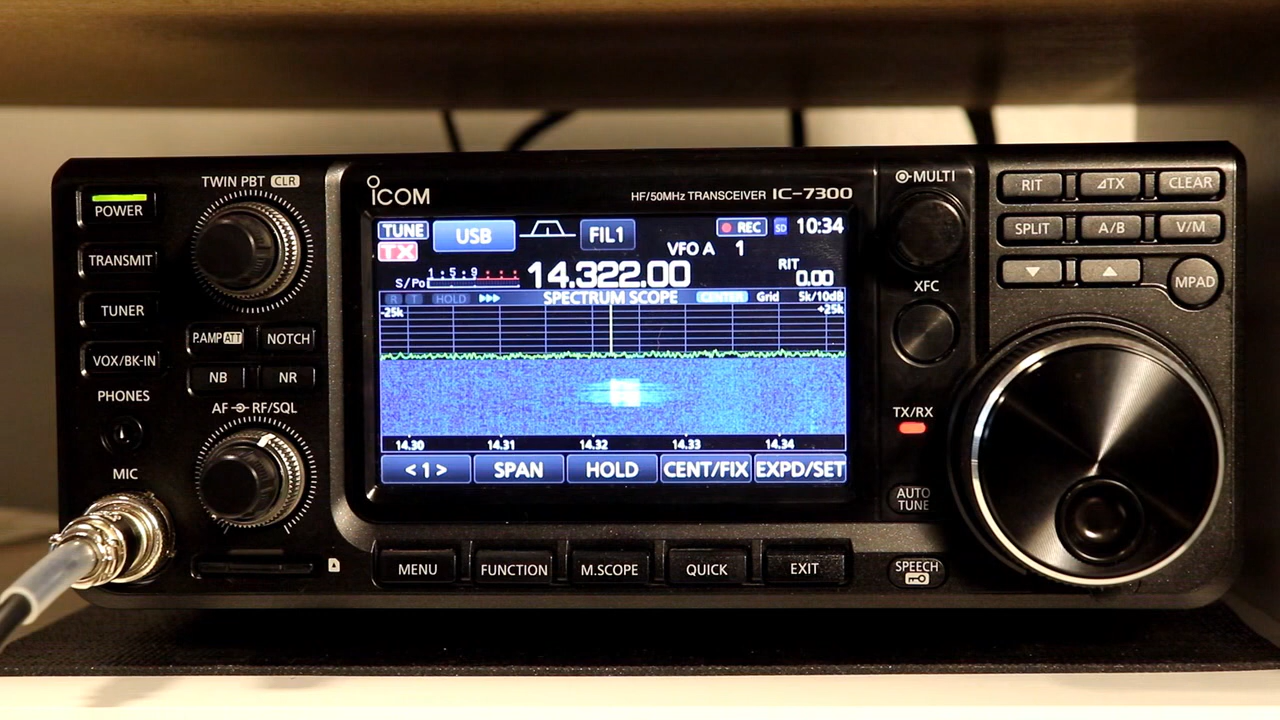 TWIN PBT CLR
POWER
TRANSMIT
TUNER
VOX/BK-IN
PHONES
MIC
P.AMP ATT
NOTCH
NB
NR
AF RF/SQL
ICOM
HF/50MHz TRANSCEIVER IC-7300
TUNE
USB
FIL1
REC
SD
10:34
TX
VFO A 1
S/Po 1 : 5 : 9
14.322.00
RIT
0.00
R T HOLD
SPECTRUM SCOPE
CENTER Grid 5k/10dB
-25k
+25k
14.30 14.31 14.32 14.33 14.34
< 1 >
SPAN
HOLD
CENT/FIX
EXPD/SET
MENU
FUNCTION
M.SCOPE
QUICK
EXIT
MULTI
XFC
TX/RX
AUTO
TUNE
SPEECH
RIT
⊿TX
CLEAR
SPLIT
A/B
V/M
MPAD